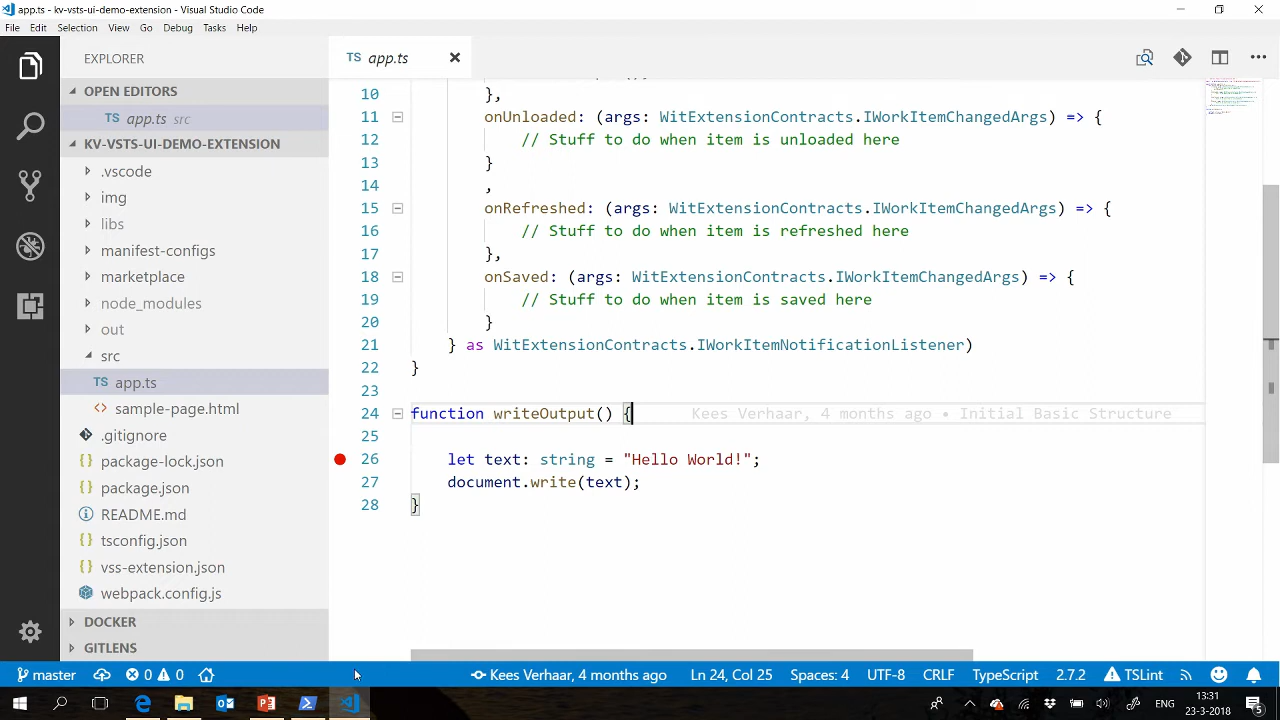 app.ts - kv-vsts-ui-demo-extension - Visual Studio Code
File Edit Selection View Go Debug Tasks Help
EXPLORER
OPEN EDITORS
TS app.ts src
KV-VSTS-UI-DEMO-EXTENSION
.vscode
img
libs
manifest-configs
marketplace
node_modules
out
src
TS app.ts
<> sample-page.html
.gitignore
{} package-lock.json
{} package.json
README.md
{} tsconfig.json
{} vss-extension.json
webpack.config.js
DOCKER
GITLENS
TS app.ts
10 },
11 onUnloaded: (args: WitExtensionContracts.IWorkItemChangedArgs) => {
12 // Stuff to do when item is unloaded here
13 }
14 ,
15 onRefreshed: (args: WitExtensionContracts.IWorkItemChangedArgs) => {
16 // Stuff to do when item is refreshed here
17 },
18 onSaved: (args: WitExtensionContracts.IWorkItemChangedArgs) => {
19 // Stuff to do when item is saved here
20 }
21 } as WitExtensionContracts.IWorkItemNotificationListener)
22 }
23
24 function writeOutput() { Kees Verhaar, 4 months ago • Initial Basic Structure
25
26 let text: string = "Hello World!";
27 document.write(text);
28 }
master 0 0 Kees Verhaar, 4 months ago Ln 24, Col 25 Spaces: 4 UTF-8 CRLF TypeScript 2.7.2 TSLint
ENG 13:31
23-3-2018
5